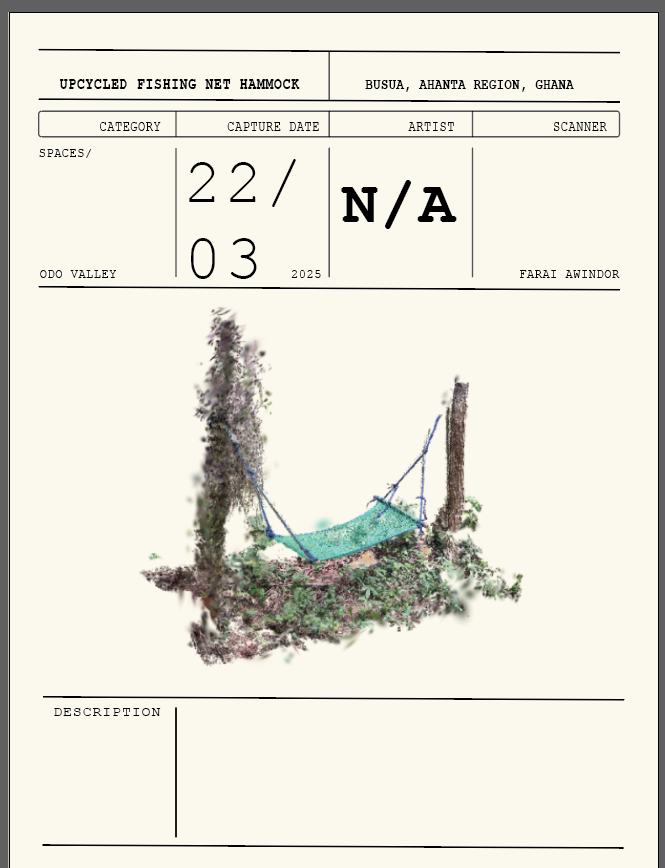 UPCYCLED FISHING NET HAMMOCK
BUSUA, AHANTA REGION, GHANA
CATEGORY
CAPTURE DATE
ARTIST
SCANNER
SPACES/
ODO VALLEY
22/
03
2025
N/A
FARAI AWINDOR
DESCRIPTION